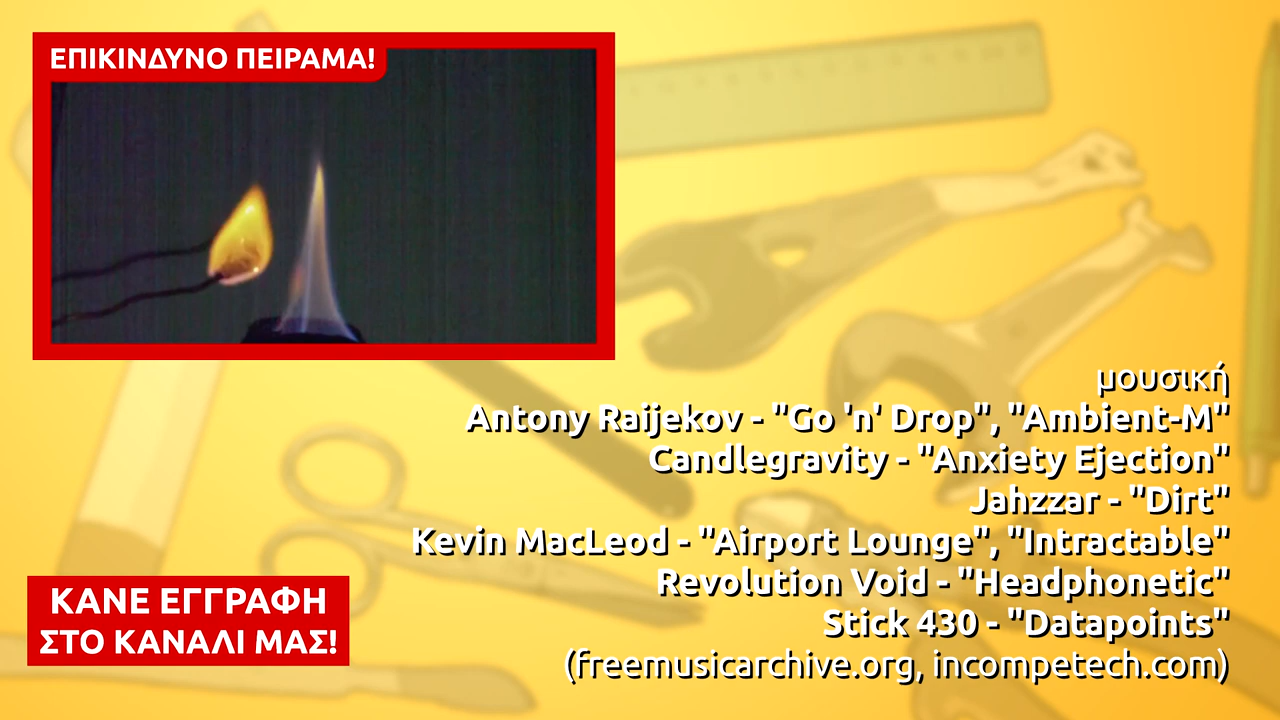 ΕΠΙΚΙΝΔΥΝΟ ΠΕΙΡΑΜΑ!
μουσική
Antony Raijekov - "Go 'n' Drop", "Ambient-M"
Candlegravity - "Anxiety Ejection"
Jahzzar - "Dirt"
Kevin MacLeod - "Airport Lounge", "Intractable"
Revolution Void - "Headphonetic"
Stick 430 - "Datapoints"
(freemusicarchive.org, incompetech.com)
ΚΑΝΕ ΕΓΓΡΑΦΗ
ΣΤΟ ΚΑΝΑΛΙ ΜΑΣ!